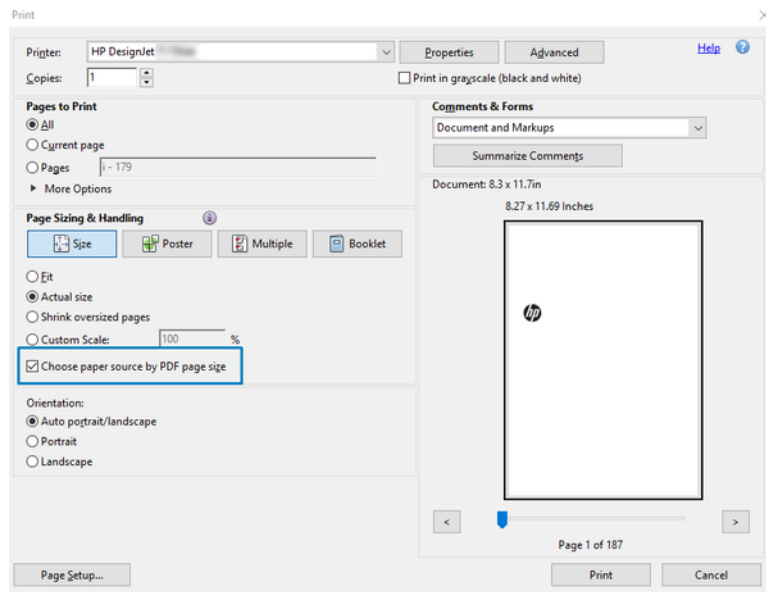 Print
Printer: HP DesignJet
Properties
Advanced
Help
Copies: 1
Print in grayscale (black and white)
Pages to Print
All
Current page
Pages i - 179
More Options
Comments & Forms
Document and Markups
Summarize Comments
Page Sizing & Handling
Size
Poster
Multiple
Booklet
Fit
Actual size
Shrink oversized pages
Custom Scale: 100 %
Choose paper source by PDF page size
Orientation:
Auto portrait/landscape
Portrait
Landscape
Document: 8.3 x 11.7in
8.27 x 11.69 Inches
hp
<
>
Page 1 of 187
Page Setup...
Print
Cancel